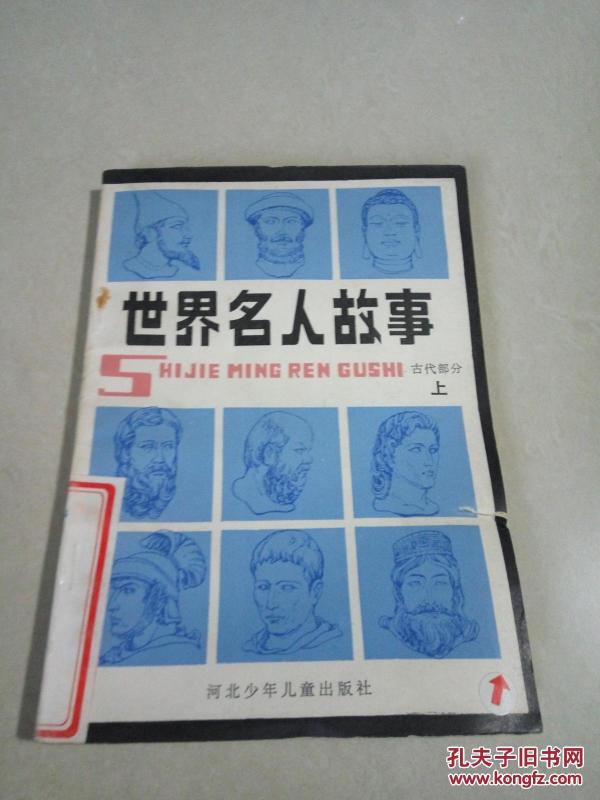 世界名人故事
SHIJIE MING REN GUSHI 古代部分
上
河北少年儿童出版社
孔夫子旧书网
www.kongfz.com